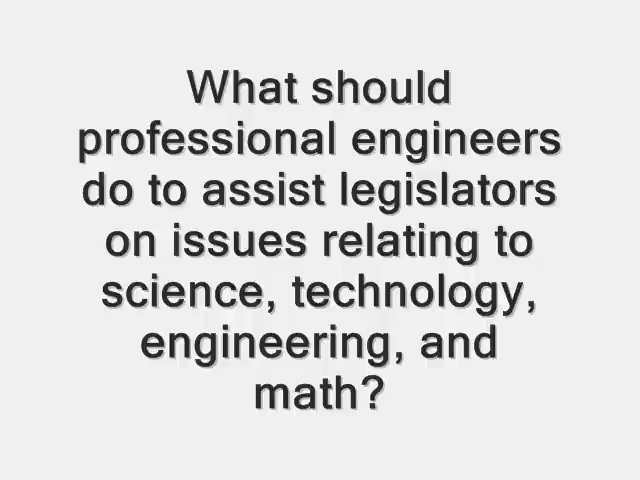 What should
professional engineers
do to assist legislators
on issues relating to
science, technology,
engineering, and
math?